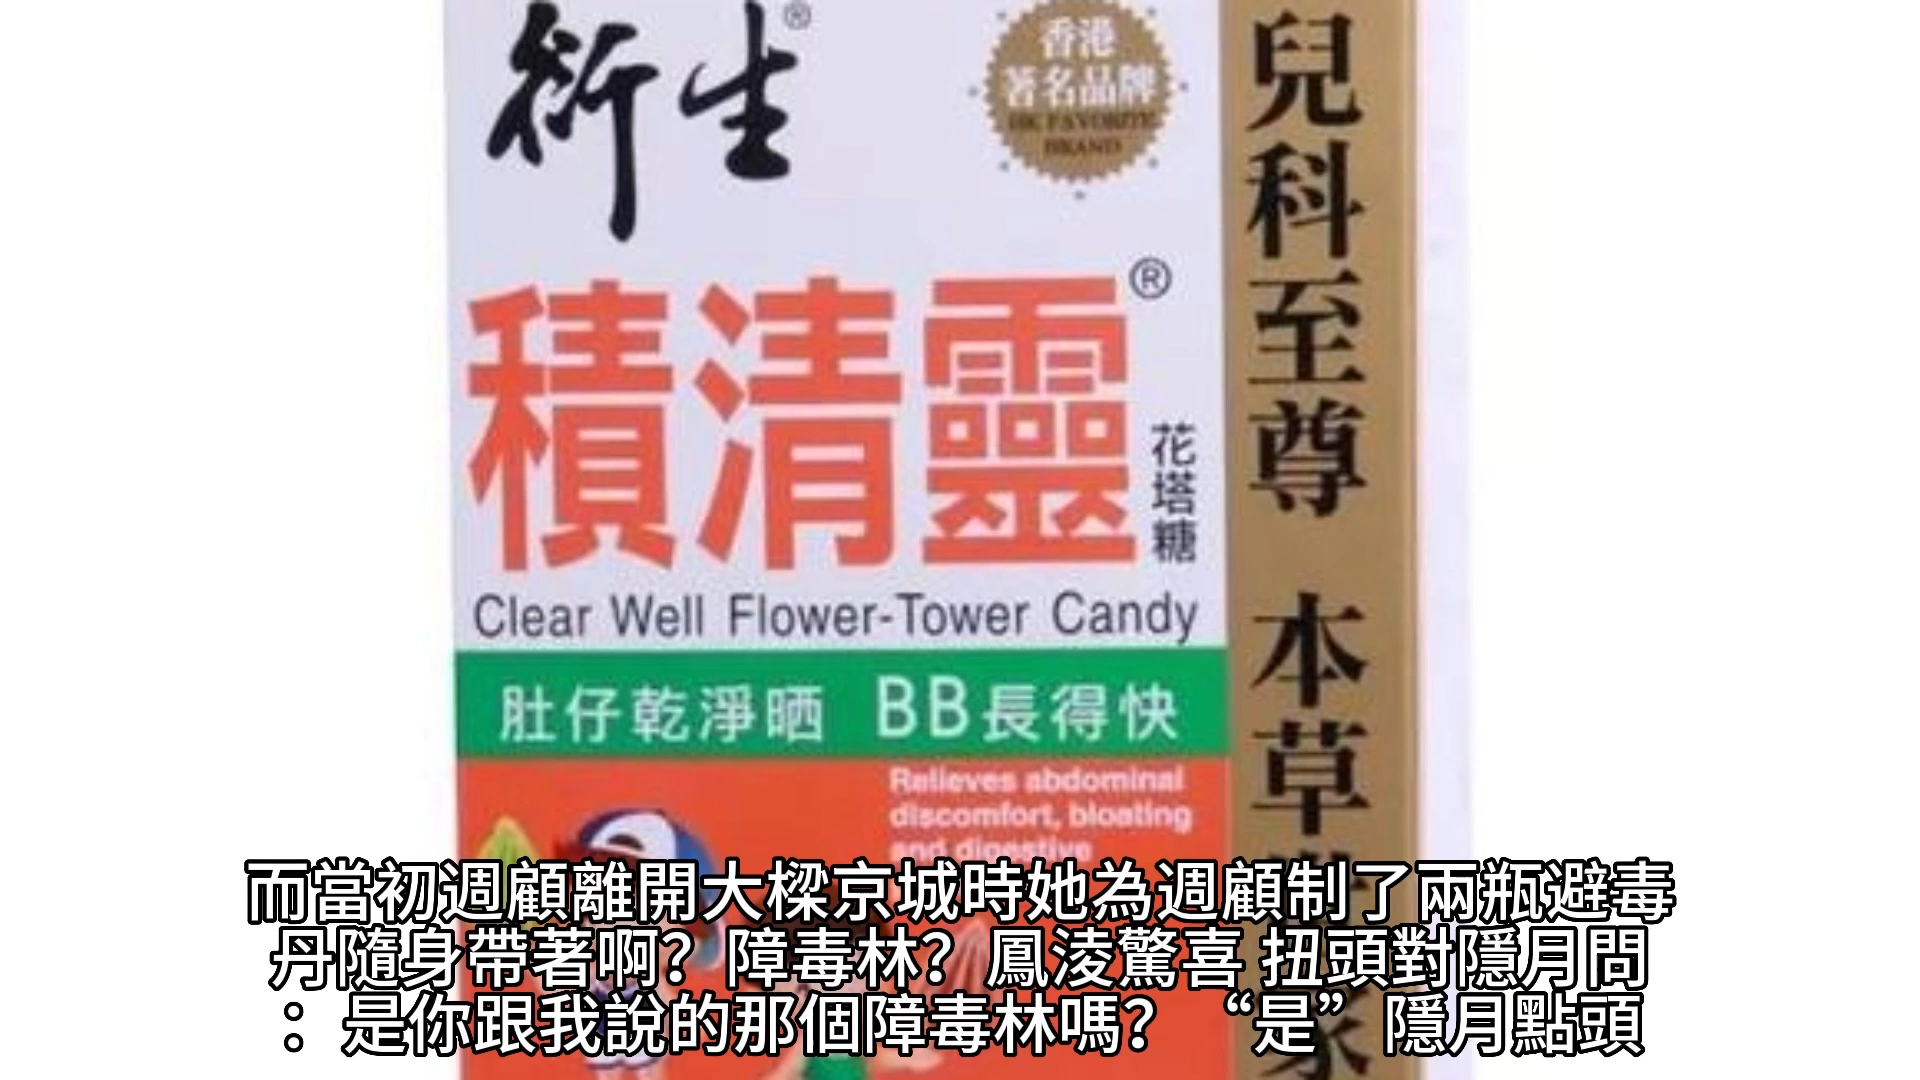 衍生®
香港
著名品牌
HK FAVORITE
BRAND
積清靈®
花塔糖
Clear Well Flower-Tower Candy
肚仔乾淨晒 BB長得快
Relieves abdominal
discomfort, bloating
and digestive
兒科至尊 本草
而當初週顧離開大樑京城時她為週顧制了兩瓶避毒
丹隨身帶著啊？障毒林？鳳淩驚喜 扭頭對隱月問
：是你跟我說的那個障毒林嗎？“是”隱月點頭